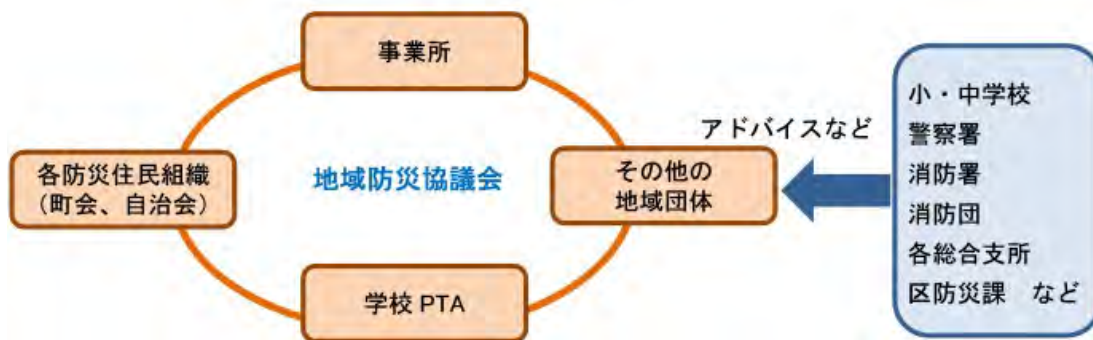 事業所
各防災住民組織
(町会、自治会)
地域防災協議会
その他の
地域団体
学校 PTA
アドバイスなど
小・中学校
警察署
消防署
消防団
各総合支所
区防災課　など